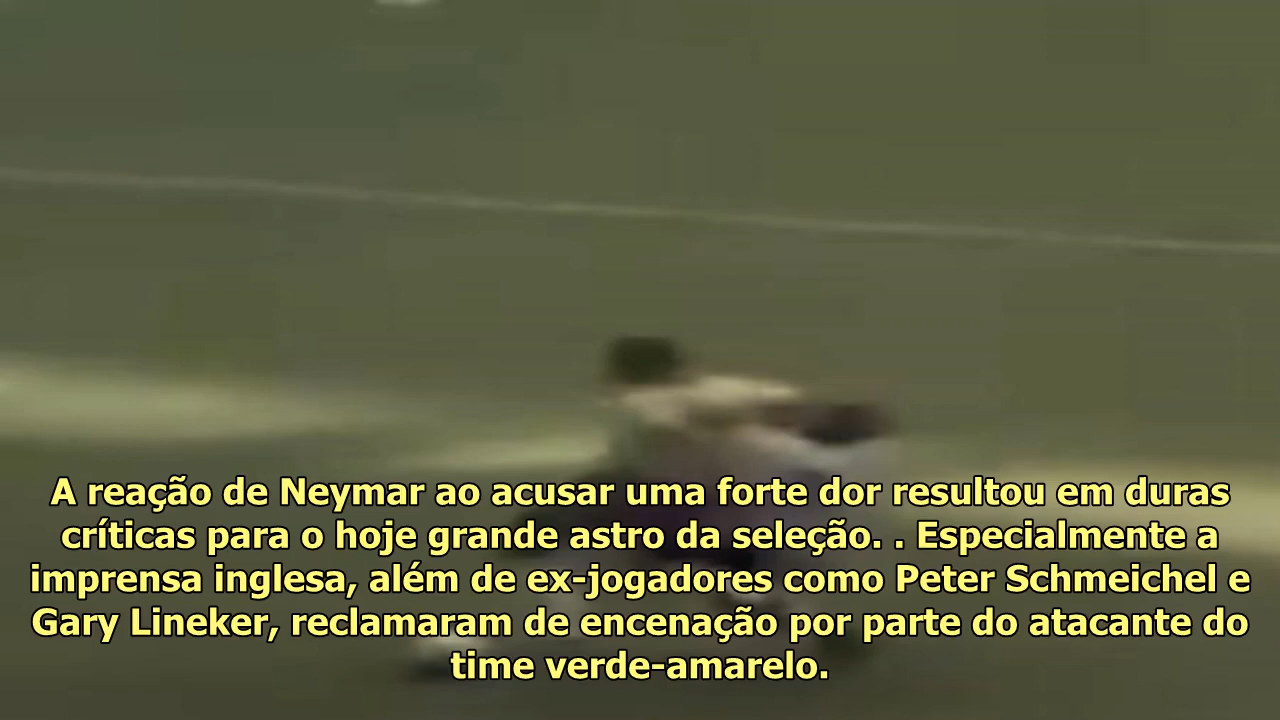 A reação de Neymar ao acusar uma forte dor resultou em duras
críticas para o hoje grande astro da seleção. . Especialmente a
imprensa inglesa, além de ex-jogadores como Peter Schmeichel e
Gary Lineker, reclamaram de encenação por parte do atacante do
time verde-amarelo.